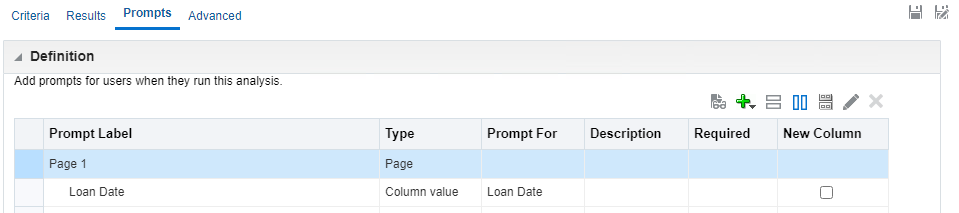 Criteria Results Prompts Advanced
Definition
Add prompts for users when they run this analysis.
Prompt Label Type Prompt For Description Required New Column
Page 1 Page
Loan Date Column value Loan Date